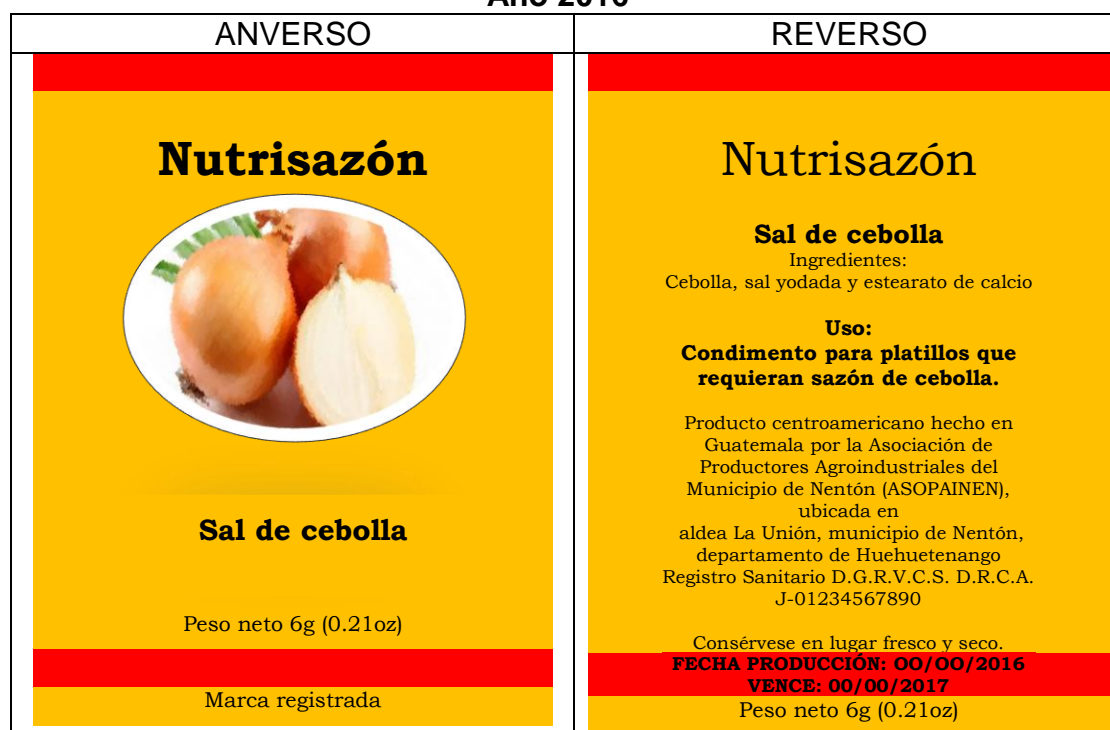 Año 2016
ANVERSO
REVERSO
Nutrisazón
Sal de cebolla
Peso neto 6g (0.21oz)
Marca registrada
Nutrisazón
Sal de cebolla
Ingredientes:
Cebolla, sal yodada y estearato de calcio
Uso:
Condimento para platillos que
requieran sazón de cebolla.
Producto centroamericano hecho en
Guatemala por la Asociación de
Productores Agroindustriales del
Municipio de Nentón (ASOPAINEN),
ubicada en
aldea La Unión, municipio de Nentón,
departamento de Huehuetenango
Registro Sanitario D.G.R.V.C.S. D.R.C.A.
J-01234567890
Consérvese en lugar fresco y seco.
FECHA PRODUCCIÓN: OO/OO/2016
VENCE: 00/00/2017
Peso neto 6g (0.21oz)